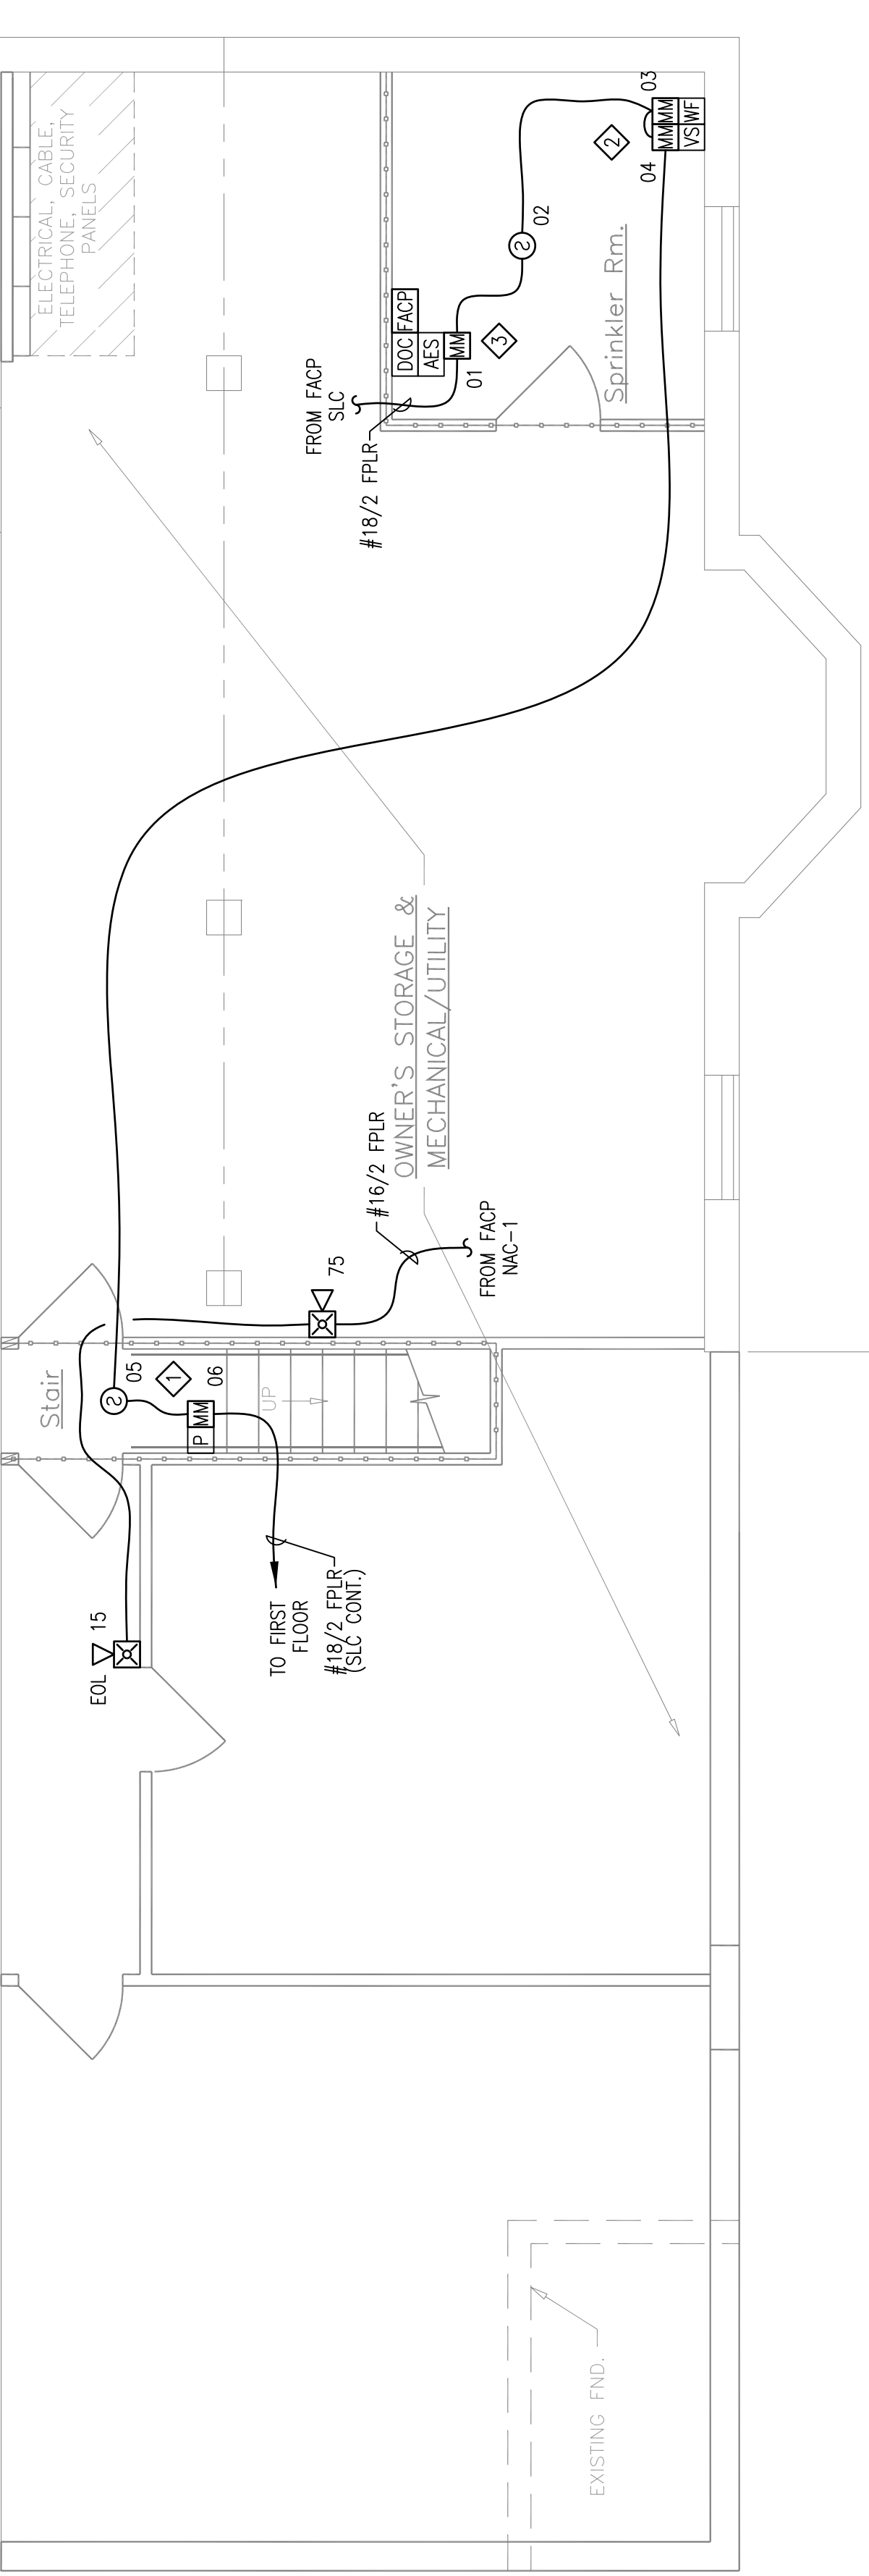 ELECTRICAL, CABLE,
TELEPHONE, SECURITY
PANELS
03
MM
MM
VS
WF
04
2
2
02
Sprinkler Rm.
DOC
FACP
AES
MM
01
3
FROM FACP
SLC
#18/2 FPLR
OWNER'S STORAGE &
MECHANICAL/UTILITY
#16/2 FPLR
FROM FACP
NAC-1
75
Stair
2
05
1
06
P
MM
UP
TO FIRST
FLOOR
#18/2 FPLR
(SLC CONT.)
EOL
15
EXISTING FND.